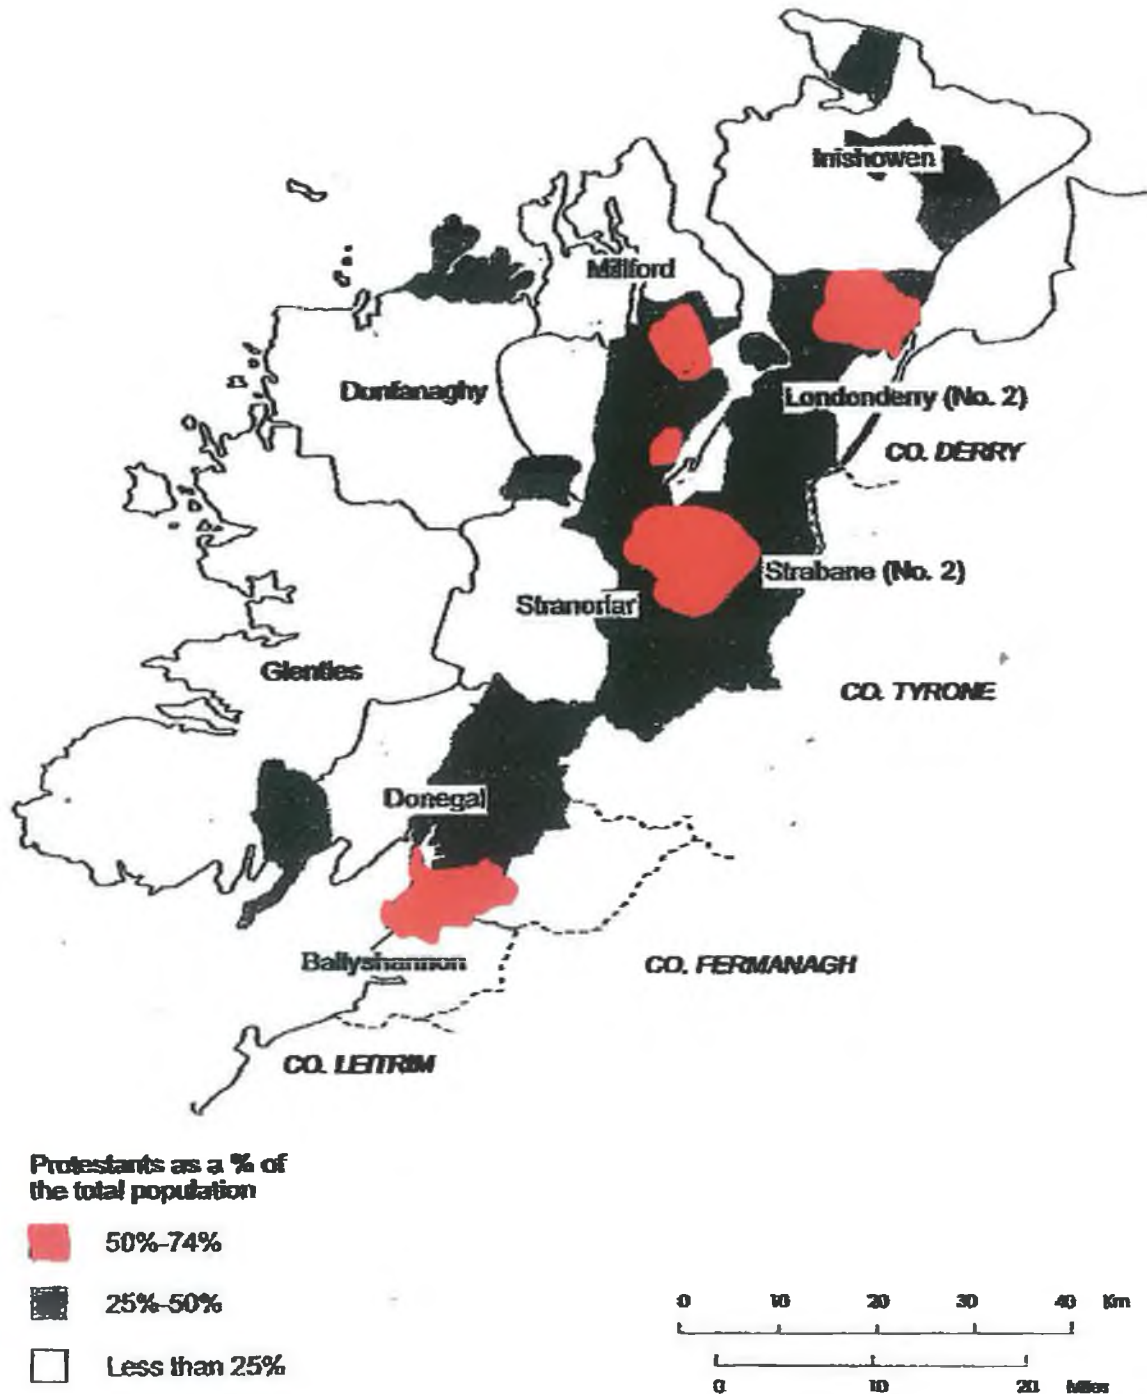 Inishowen
Milford
Dunfanaghy
Londonderry (No. 2)
CO. DERRY
Strabane (No. 2)
Stranorlar
Glenties
CO. TYRONE
Donegal
Ballyshannon
CO. FERMANAGH
CO. LEITRIM
Protestants as a % of
the total population
50%-74%
25%-50%
Less than 25%
0 10 20 30 40 Km
0 10 20 Miles